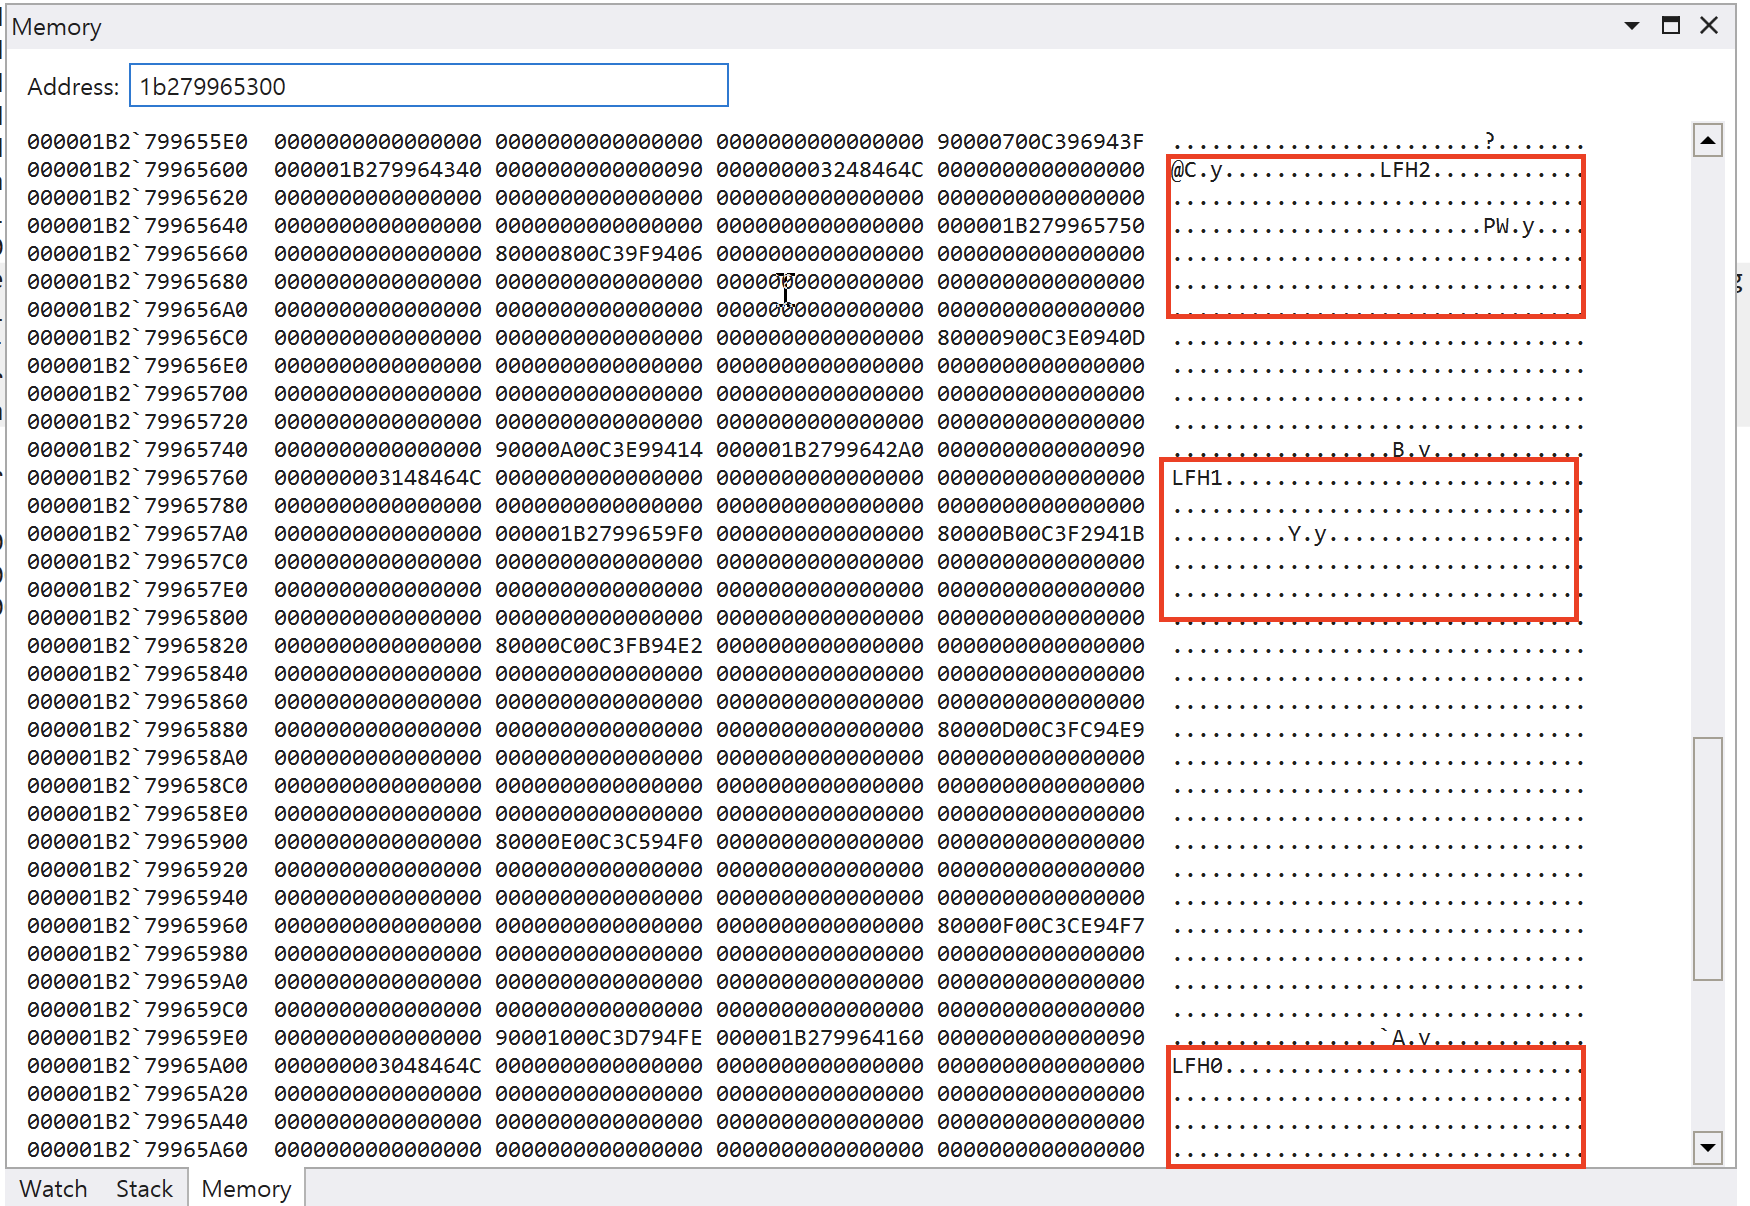 Memory
Address: 1b279965300
000001B2`799655E0 0000000000000000 0000000000000000 0000000000000000 90000700C396943F ..........................?.......
000001B2`79965600 000001B279964340 0000000000000090 000000003248464C 0000000000000000 @C.y............LFH2............
000001B2`79965620 0000000000000000 0000000000000000 0000000000000000 0000000000000000 ................................
000001B2`79965640 0000000000000000 0000000000000000 0000000000000000 000001B279965750 ........................PW.y....
000001B2`79965660 0000000000000000 80000800C39F9406 0000000000000000 0000000000000000 ................................
000001B2`79965680 0000000000000000 0000000000000000 0000000000000000 0000000000000000 ................................
000001B2`799656A0 0000000000000000 0000000000000000 0000000000000000 0000000000000000 ................................
000001B2`799656C0 0000000000000000 0000000000000000 0000000000000000 80000900C3E0940D ................................
000001B2`799656E0 0000000000000000 0000000000000000 0000000000000000 0000000000000000 ................................
000001B2`79965700 0000000000000000 0000000000000000 0000000000000000 0000000000000000 ................................
000001B2`79965720 0000000000000000 0000000000000000 0000000000000000 0000000000000000 ................................
000001B2`79965740 0000000000000000 90000A00C3E99414 000001B2799642A0 0000000000000090 .................B.y............
000001B2`79965760 000000003148464C 0000000000000000 0000000000000000 0000000000000000 LFH1............................
000001B2`79965780 0000000000000000 0000000000000000 0000000000000000 0000000000000000 ................................
000001B2`799657A0 0000000000000000 000001B2799659F0 0000000000000000 80000B00C3F2941B .........Y.y....................
000001B2`799657C0 0000000000000000 0000000000000000 0000000000000000 0000000000000000 ................................
000001B2`799657E0 0000000000000000 0000000000000000 0000000000000000 0000000000000000 ................................
000001B2`79965800 0000000000000000 0000000000000000 0000000000000000 0000000000000000 ................................
000001B2`79965820 0000000000000000 80000C00C3FB94E2 0000000000000000 0000000000000000 ................................
000001B2`79965840 0000000000000000 0000000000000000 0000000000000000 0000000000000000 ................................
000001B2`79965860 0000000000000000 0000000000000000 0000000000000000 0000000000000000 ................................
000001B2`79965880 0000000000000000 0000000000000000 0000000000000000 80000D00C3FC94E9 ................................
000001B2`799658A0 0000000000000000 0000000000000000 0000000000000000 0000000000000000 ................................
000001B2`799658C0 0000000000000000 0000000000000000 0000000000000000 0000000000000000 ................................
000001B2`799658E0 0000000000000000 0000000000000000 0000000000000000 0000000000000000 ................................
000001B2`79965900 0000000000000000 80000E00C3C594F0 0000000000000000 0000000000000000 ................................
000001B2`79965920 0000000000000000 0000000000000000 0000000000000000 0000000000000000 ................................
000001B2`79965940 0000000000000000 0000000000000000 0000000000000000 0000000000000000 ................................
000001B2`79965960 0000000000000000 0000000000000000 0000000000000000 80000F00C3CE94F7 ................................
000001B2`79965980 0000000000000000 0000000000000000 0000000000000000 0000000000000000 ................................
000001B2`799659A0 0000000000000000 0000000000000000 0000000000000000 0000000000000000 ................................
000001B2`799659C0 0000000000000000 0000000000000000 0000000000000000 0000000000000000 ................................
000001B2`799659E0 0000000000000000 90001000C3D794FE 000001B279964160 0000000000000090 ................`A.y............
000001B2`79965A00 000000003048464C 0000000000000000 0000000000000000 0000000000000000 LFH0............................
000001B2`79965A20 0000000000000000 0000000000000000 0000000000000000 0000000000000000 ................................
000001B2`79965A40 0000000000000000 0000000000000000 0000000000000000 0000000000000000 ................................
000001B2`79965A60 0000000000000000 0000000000000000 0000000000000000 0000000000000000 ................................
Watch Stack Memory